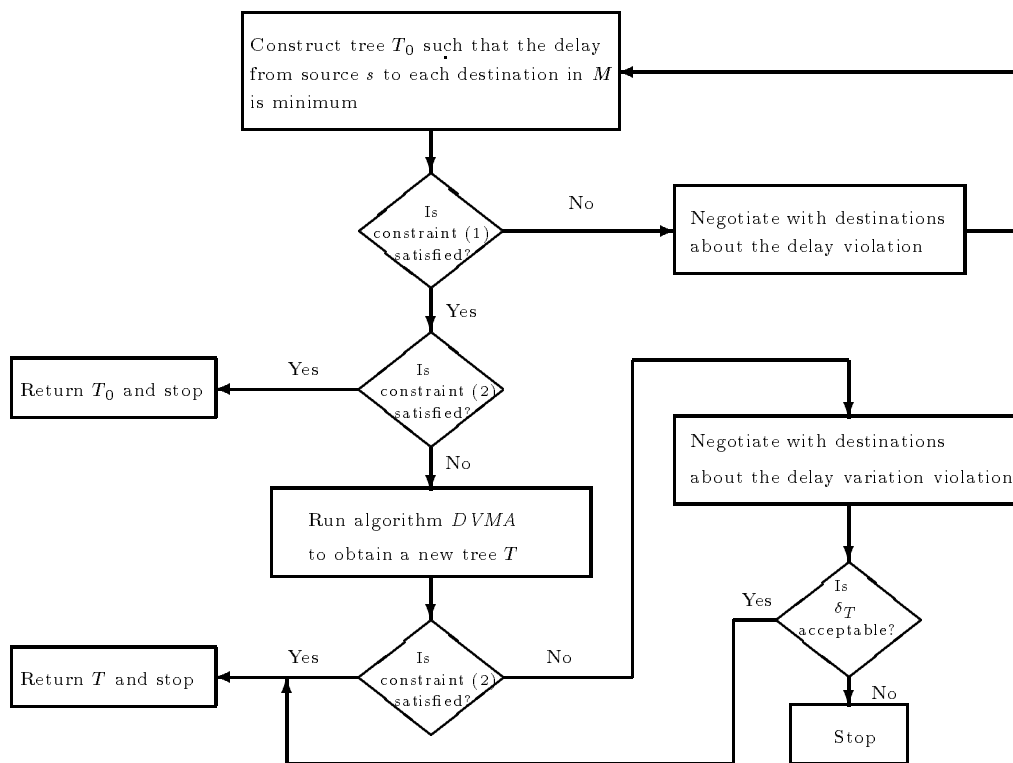 Construct tree T₀ such that the delay
from source s to each destination in M
is minimum
Is
constraint (1)
satisfied?
No
Negotiate with destinations
about the delay violation
Yes
Is
constraint (2)
satisfied?
Yes
Return T₀ and stop
No
Run algorithm DVMA
to obtain a new tree T
Is
constraint (2)
satisfied?
Yes
Return T and stop
No
Negotiate with destinations
about the delay variation violation
Is
δ_T
acceptable?
Yes
No
Stop